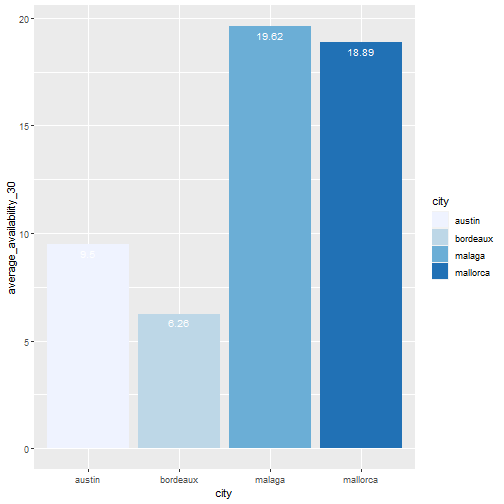 20
19.62
18.89
15
10
9.5
6.26
5
0
average_availability_30
austin
bordeaux
malaga
mallorca
city
city
austin
bordeaux
malaga
mallorca